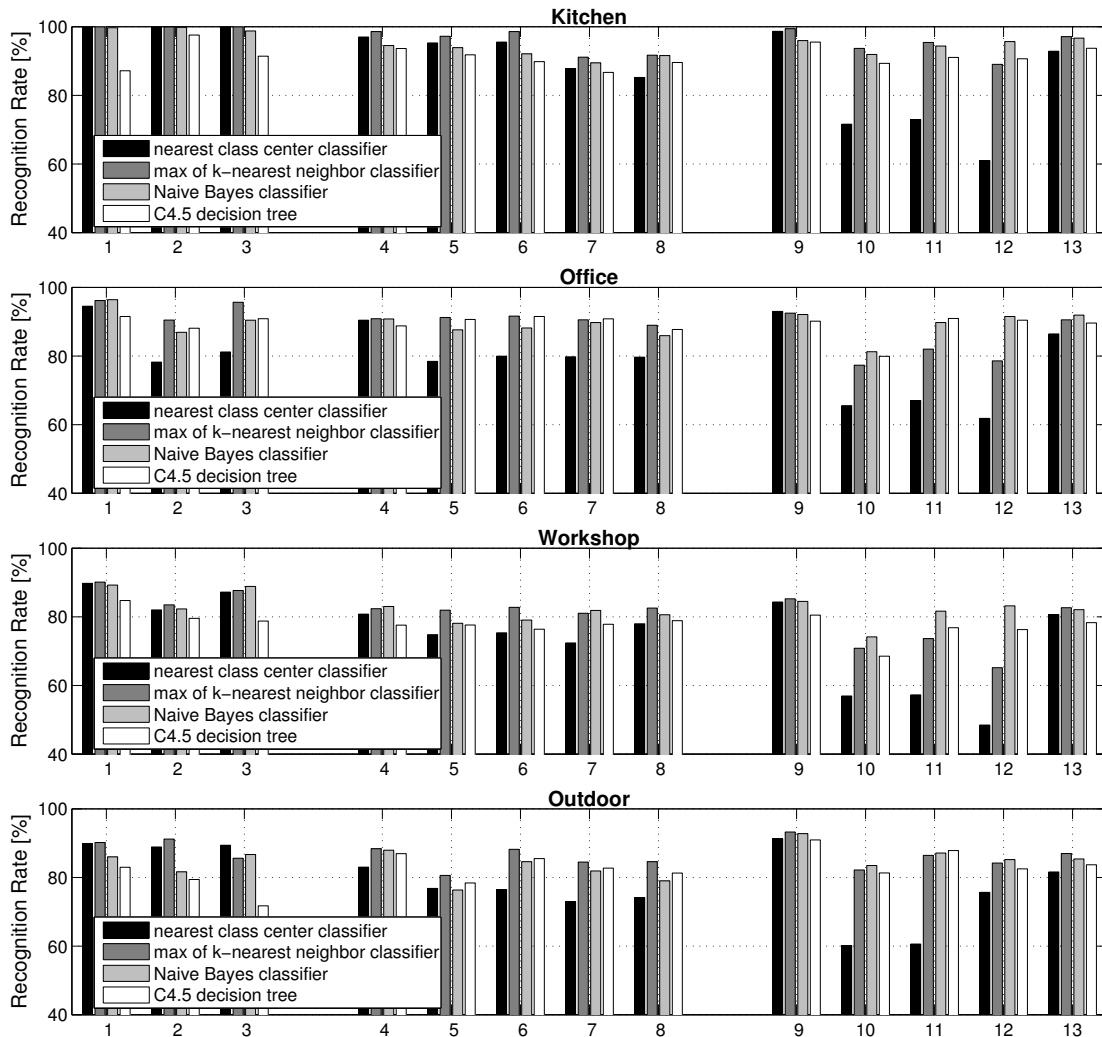 Kitchen
Recognition Rate [%]
100
80
60
40
nearest class center classifier
max of k−nearest neighbor classifier
Naive Bayes classifier
C4.5 decision tree
1 2 3 4 5 6 7 8 9 10 11 12 13
Office
Recognition Rate [%]
100
80
60
40
nearest class center classifier
max of k−nearest neighbor classifier
Naive Bayes classifier
C4.5 decision tree
1 2 3 4 5 6 7 8 9 10 11 12 13
Workshop
Recognition Rate [%]
100
80
60
40
nearest class center classifier
max of k−nearest neighbor classifier
Naive Bayes classifier
C4.5 decision tree
1 2 3 4 5 6 7 8 9 10 11 12 13
Outdoor
Recognition Rate [%]
100
80
60
40
nearest class center classifier
max of k−nearest neighbor classifier
Naive Bayes classifier
C4.5 decision tree
1 2 3 4 5 6 7 8 9 10 11 12 13